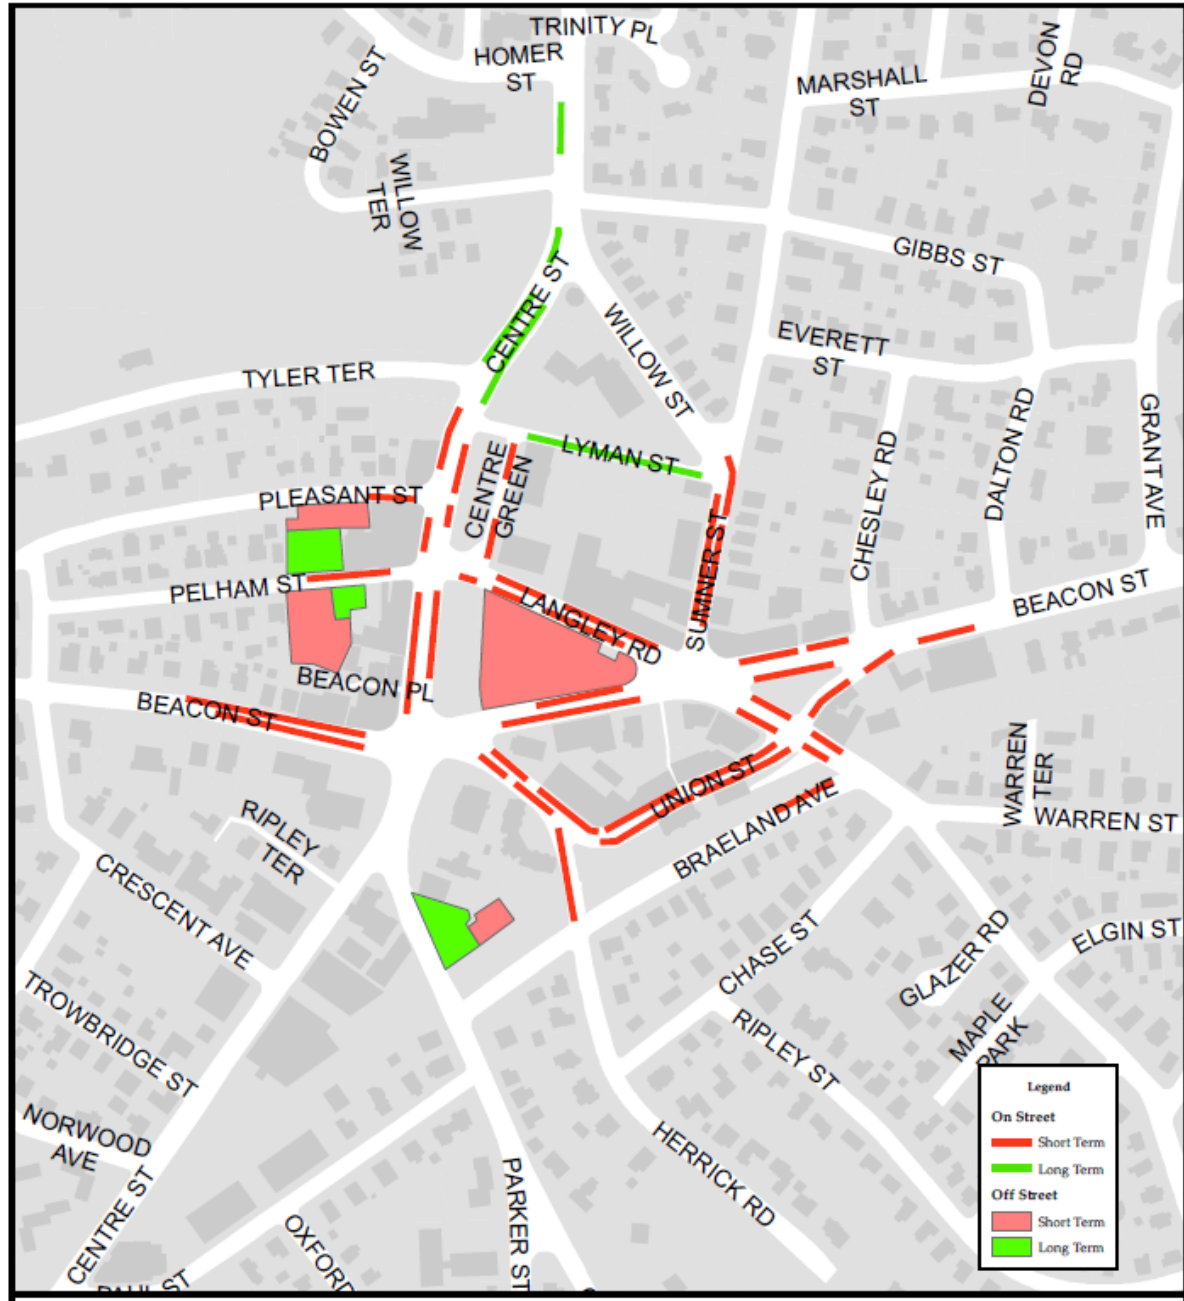 TRINITY PL
HOMER
ST
BOWEN ST
WILLOW
TER
MARSHALL
ST
DEVON
RD
GIBBS ST
CENTRE ST
WILLOW ST
EVERETT
ST
TYLER TER
LYMAN ST
CENTRE
GREEN
PLEASANT ST
PELHAM ST
SUMNER ST
CHESLEY RD
DALTON RD
GRANT AVE
BEACON ST
LANGLEY RD
BEACON PL
BEACON ST
UNION ST
BRAELAND AVE
WARREN
TER
WARREN ST
RIPLEY
TER
CRESCENT AVE
TROWBRIDGE ST
CHASE ST
GLAZER RD
ELGIN ST
MAPLE
PARK
RIPLEY ST
NORWOOD
AVE
CENTRE ST
HERRICK RD
PARKER ST
OXFORD
Legend
On Street
Short Term
Long Term
Off Street
Short Term
Long Term